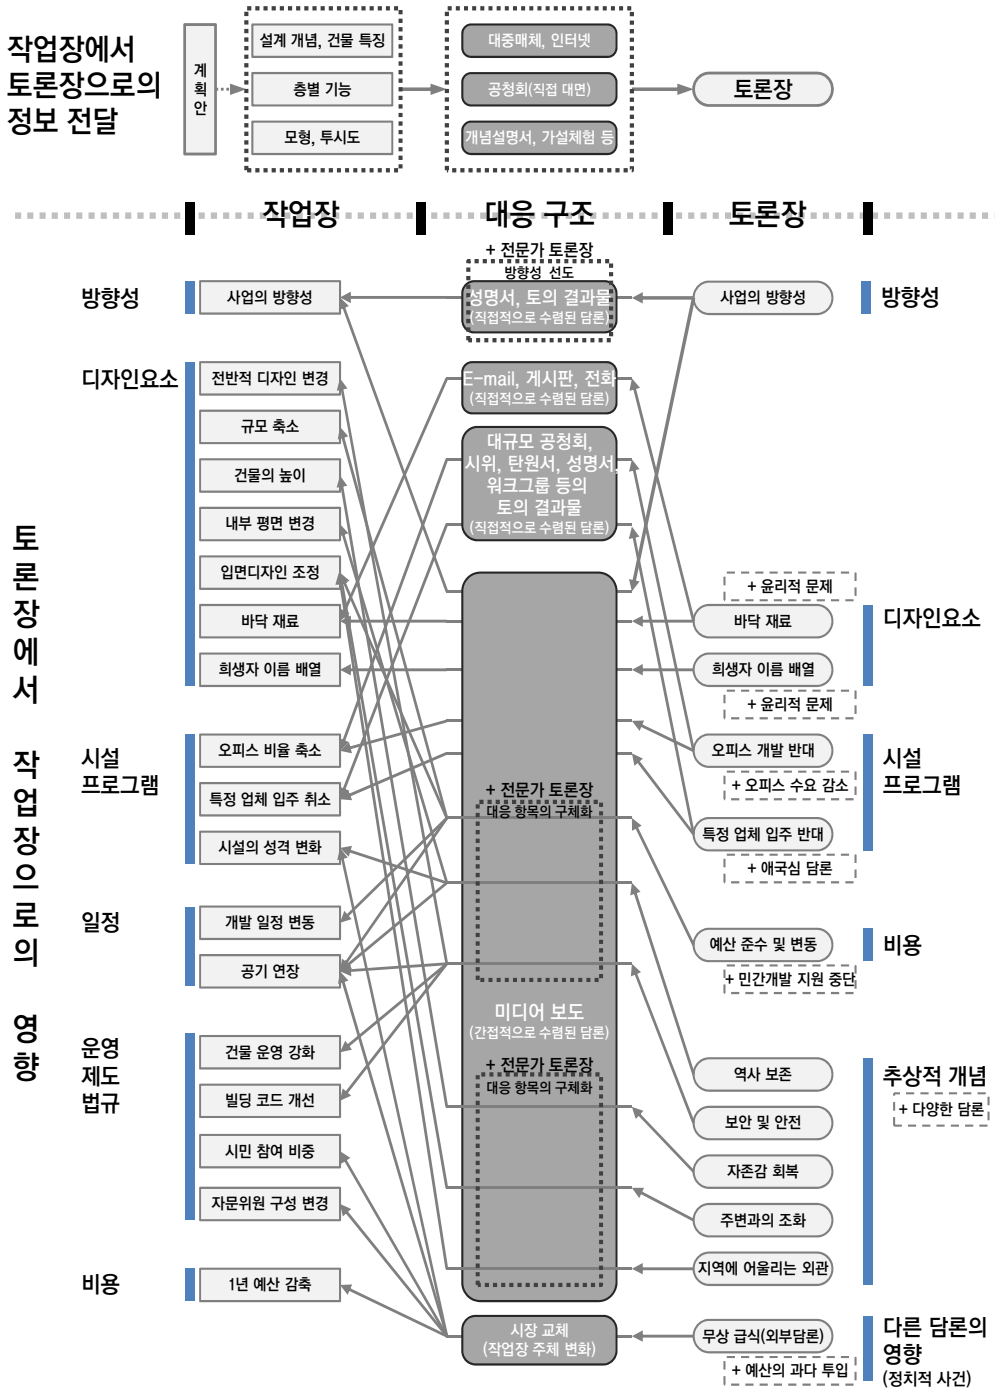 작업장에서
토론장으로의
정보 전달
계
획
안
설계 개념, 건물 특징
층별 기능
모형, 투시도
대중매체, 인터넷
공청회(직접 대면)
개념설명서, 가설체험 등
토론장
작업장
대응 구조
토론장
토
론
장
에
서
작
업
장
으
로
의
영
향
방향성
사업의 방향성
디자인요소
전반적 디자인 변경
규모 축소
건물의 높이
내부 평면 변경
입면디자인 조정
바닥 재료
희생자 이름 배열
시설
프로그램
오피스 비율 축소
특정 업체 입주 취소
시설의 성격 변화
일정
개발 일정 변동
공기 연장
운영
제도
법규
건물 운영 강화
빌딩 코드 개선
시민 참여 비중
자문위원 구성 변경
비용
1년 예산 감축
+ 전문가 토론장
방향성 선도
성명서, 토의 결과물
(직접적으로 수렴된 담론)
E-mail, 게시판, 전화
(직접적으로 수렴된 담론)
대규모 공청회,
시위, 탄원서, 성명서,
워크그룹 등의
토의 결과물
(직접적으로 수렴된 담론)
+ 전문가 토론장
대응 항목의 구체화
미디어 보도
(간접적으로 수렴된 담론)
+ 전문가 토론장
대응 항목의 구체화
시장 교체
(작업장 주체 변화)
사업의 방향성
방향성
+ 윤리적 문제
바닥 재료
디자인요소
희생자 이름 배열
+ 윤리적 문제
오피스 개발 반대
+ 오피스 수요 감소
시설
프로그램
특정 업체 입주 반대
+ 애국심 담론
예산 준수 및 변동
비용
+ 민간개발 지원 중단
역사 보존
추상적 개념
+ 다양한 담론
보안 및 안전
자존감 회복
주변과의 조화
지역에 어울리는 외관
무상 급식(외부담론)
+ 예산의 과다 투입
다른 담론의
영향
(정치적 사건)